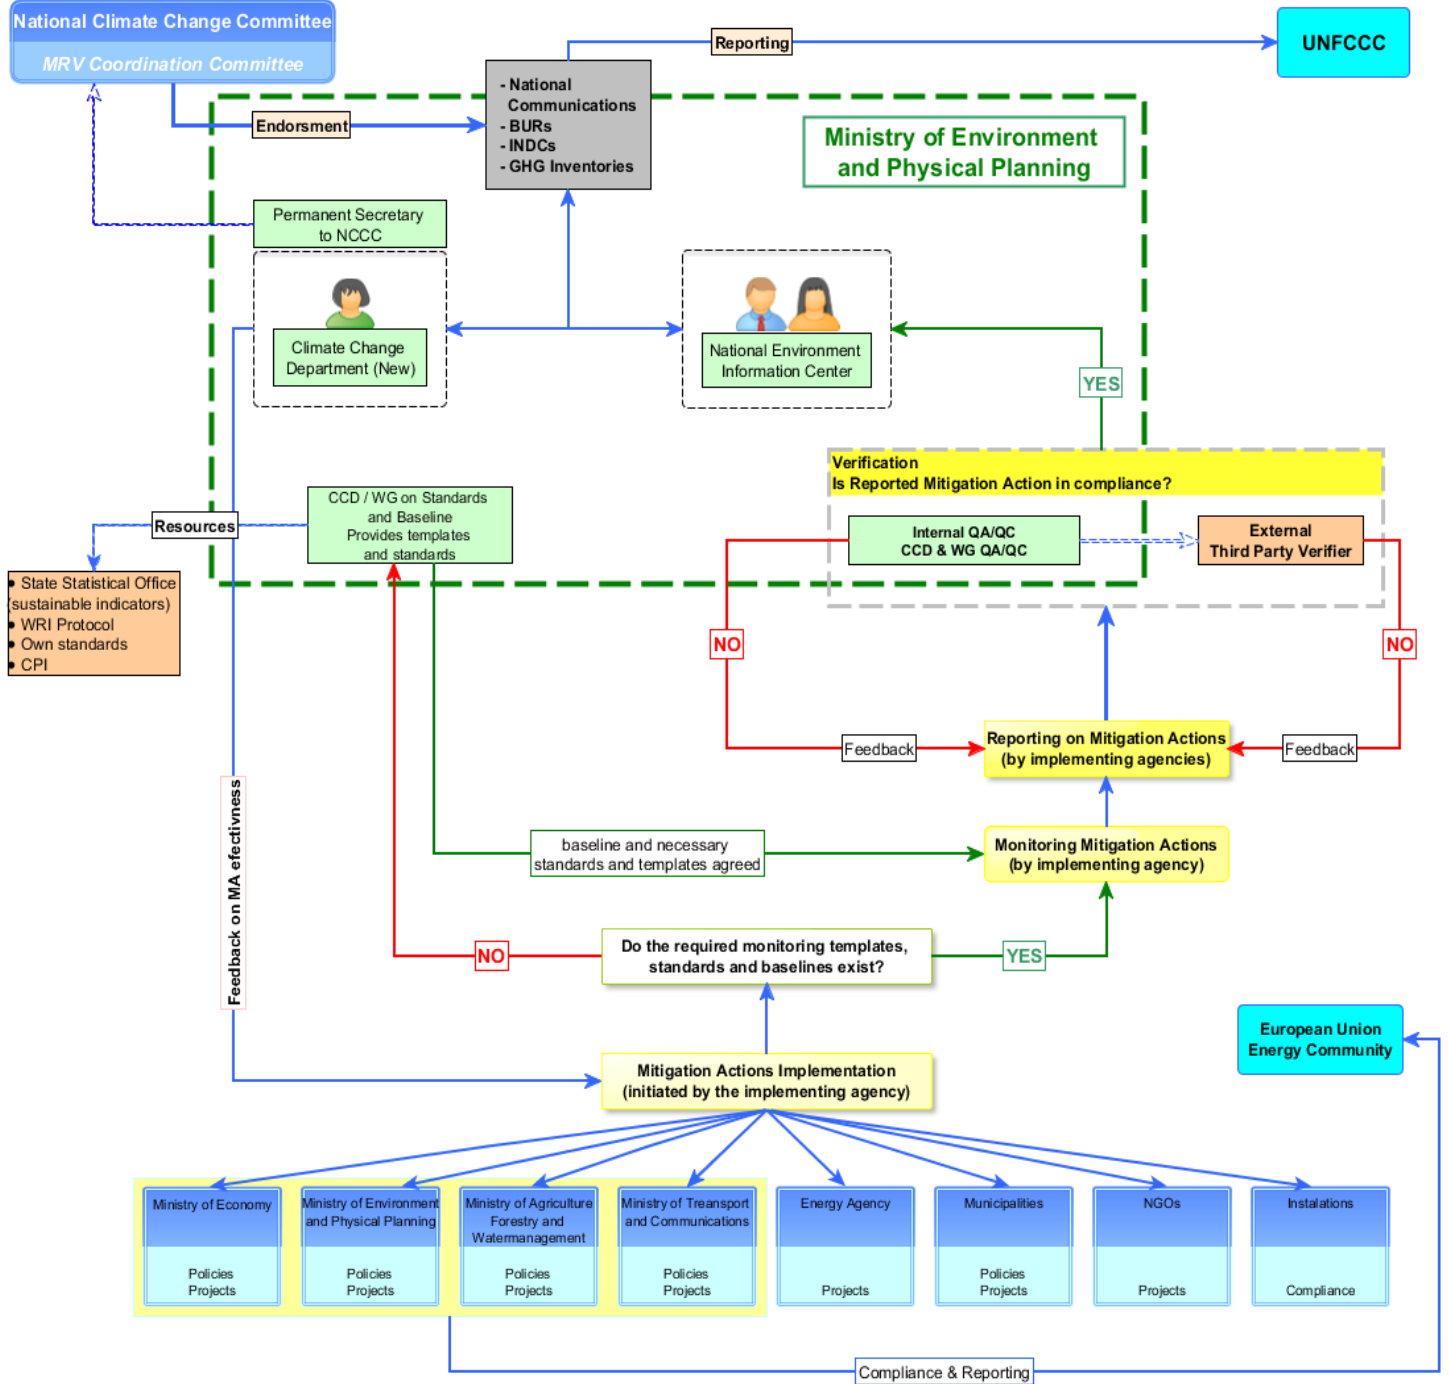 National Climate Change Committee
MRV Coordination Committee
Reporting
UNFCCC
- National
Communications
- BURs
- INDCs
- GHG Inventories
Endorsment
Ministry of Environment
and Physical Planning
Permanent Secretary
to NCCC
Climate Change
Department (New)
National Environment
Information Center
YES
Verification
Is Reported Mitigation Action in compliance?
Internal QA/QC
CCD & WG QA/QC
External
Third Party Verifier
CCD / WG on Standards
and Baseline
Provides templates
and standards
Resources
• State Statistical Office
(sustainable indicators)
• WRI Protocol
• Own standards
• CPI
NO
NO
Feedback
Reporting on Mitigation Actions
(by implementing agencies)
Feedback
Feedback on MA efectivness
baseline and necessary
standards and templates agreed
Monitoring Mitigation Actions
(by implementing agency)
NO
Do the required monitoring templates,
standards and baselines exist?
YES
European Union
Energy Community
Mitigation Actions Implementation
(initiated by the implementing agency)
Ministry of Economy
Policies
Projects
Ministry of Environment
and Physical Planning
Policies
Projects
Ministry of Agriculture
Forestry and
Watermanagement
Policies
Projects
Ministry of Treansport
and Communications
Policies
Projects
Energy Agency
Projects
Municipalities
Policies
Projects
NGOs
Projects
Instalations
Compliance
Compliance & Reporting